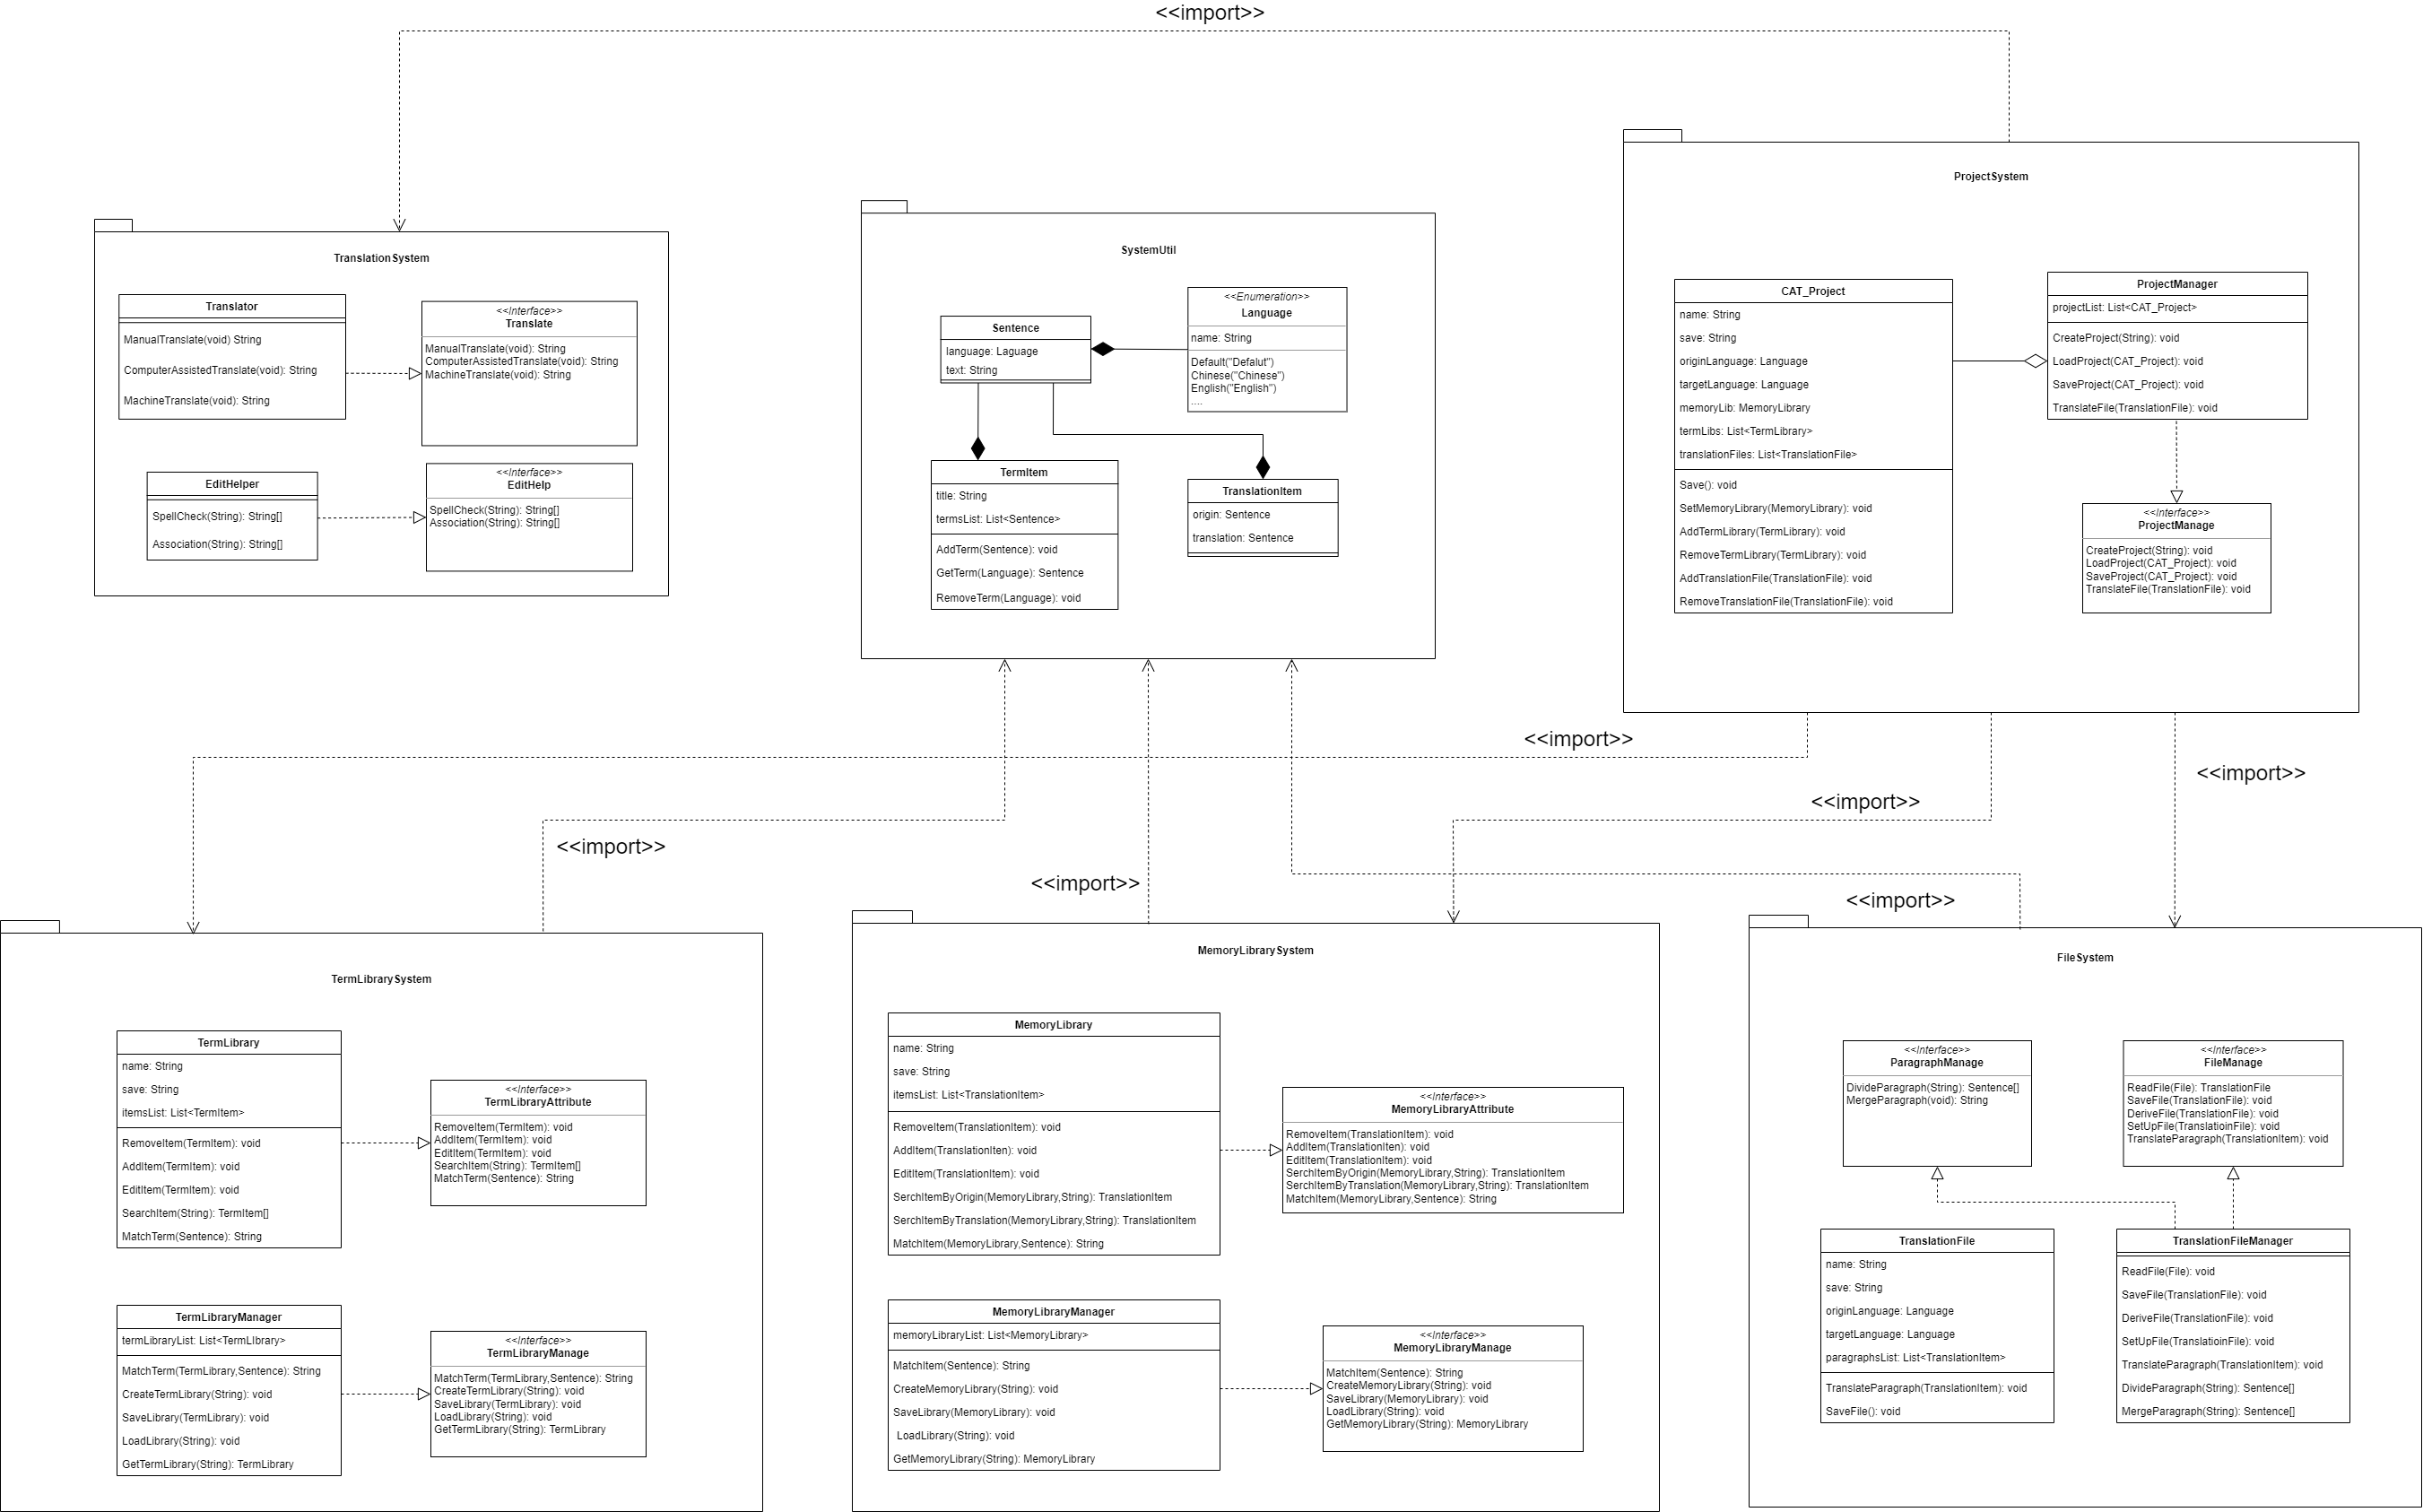 <<import>>
ProjectSystem
CAT_Project
name: String
save: String
originLanguage: Language
targetLanguage: Language
memoryLib: MemoryLibrary
termLibs: List<TermLibrary>
translationFiles: List<TranslationFile>
Save(): void
SetMemoryLibrary(MemoryLibrary): void
AddTermLibrary(TermLibrary): void
RemoveTermLibrary(TermLibrary): void
AddTranslationFile(TranslationFile): void
RemoveTranslationFile(TranslationFile): void
ProjectManager
projectList: List<CAT_Project>
CreateProject(String): void
LoadProject(CAT_Project): void
SaveProject(CAT_Project): void
TranslateFile(TranslationFile): void
<<Interface>>
ProjectManage
CreateProject(String): void
LoadProject(CAT_Project): void
SaveProject(CAT_Project): void
TranslateFile(TranslationFile): void
SystemUtil
Sentence
language: Laguage
text: String
<<Enumeration>>
Language
name: String
Default("Defalut")
Chinese("Chinese")
English("English")
....
TermItem
title: String
termsList: List<Sentence>
AddTerm(Sentence): void
GetTerm(Language): Sentence
RemoveTerm(Language): void
TranslationItem
origin: Sentence
translation: Sentence
TranslationSystem
Translator
ManualTranslate(void) String
ComputerAssistedTranslate(void): String
MachineTranslate(void): String
<<Interface>>
Translate
ManualTranslate(void): String
ComputerAssistedTranslate(void): String
MachineTranslate(void): String
EditHelper
SpellCheck(String): String[]
Association(String): String[]
<<Interface>>
EditHelp
SpellCheck(String): String[]
Association(String): String[]
<<import>>
<<import>>
<<import>>
<<import>>
<<import>>
<<import>>
TermLibrarySystem
TermLibrary
name: String
save: String
itemsList: List<TermItem>
RemoveItem(TermItem): void
AddItem(TermItem): void
EditItem(TermItem): void
SearchItem(String): TermItem[]
MatchTerm(Sentence): String
<<Interface>>
TermLibraryAttribute
RemoveItem(TermItem): void
AddItem(TermItem): void
EditItem(TermItem): void
SearchItem(String): TermItem[]
MatchTerm(Sentence): String
TermLibraryManager
termLibraryList: List<TermLIbrary>
MatchTerm(TermLibrary,Sentence): String
CreateTermLibrary(String): void
SaveLibrary(TermLibrary): void
LoadLibrary(String): void
GetTermLibrary(String): TermLibrary
<<Interface>>
TermLibraryManage
MatchTerm(TermLibrary,Sentence): String
CreateTermLibrary(String): void
SaveLibrary(TermLibrary): void
LoadLibrary(String): void
GetTermLibrary(String): TermLibrary
MemoryLibrarySystem
MemoryLibrary
name: String
save: String
itemsList: List<TranslationItem>
RemoveItem(TranslationItem): void
AddItem(TranslationIten): void
EditItem(TranslationItem): void
SerchItemByOrigin(MemoryLibrary,String): TranslationItem
SerchItemByTranslation(MemoryLibrary,String): TranslationItem
MatchItem(MemoryLibrary,Sentence): String
<<Interface>>
MemoryLibraryAttribute
RemoveItem(TranslationItem): void
AddItem(TranslationIten): void
EditItem(TranslationItem): void
SerchItemByOrigin(MemoryLibrary,String): TranslationItem
SerchItemByTranslation(MemoryLibrary,String): TranslationItem
MatchItem(MemoryLibrary,Sentence): String
MemoryLibraryManager
memoryLibraryList: List<MemoryLibrary>
MatchItem(Sentence): String
CreateMemoryLibrary(String): void
SaveLibrary(MemoryLibrary): void
LoadLibrary(String): void
GetMemoryLibrary(String): MemoryLibrary
<<Interface>>
MemoryLibraryManage
MatchItem(Sentence): String
CreateMemoryLibrary(String): void
SaveLibrary(MemoryLibrary): void
LoadLibrary(String): void
GetMemoryLibrary(String): MemoryLibrary
FileSystem
<<Interface>>
ParagraphManage
DivideParagraph(String): Sentence[]
MergeParagraph(void): String
<<Interface>>
FileManage
ReadFile(File): TranslationFile
SaveFile(TranslationFile): void
DeriveFile(TranslationFile): void
SetUpFile(TranslatioinFile): void
TranslateParagraph(TranslationItem): void
TranslationFile
name: String
save: String
originLanguage: Language
targetLanguage: Language
paragraphsList: List<TranslationItem>
TranslateParagraph(TranslationItem): void
SaveFile(): void
TranslationFileManager
ReadFile(File): void
SaveFile(TranslationFile): void
DeriveFile(TranslationFile): void
SetUpFile(TranslatioinFile): void
TranslateParagraph(TranslationItem): void
DivideParagraph(String): Sentence[]
MergeParagraph(String): Sentence[]